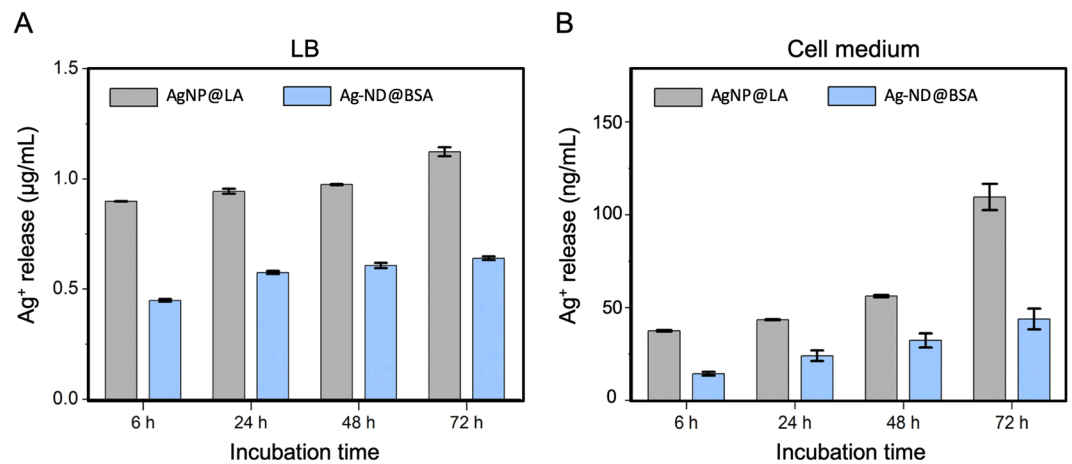 A
LB
1.5
1.0
0.5
0.0
Ag⁺ release (µg/mL)
AgNP@LA
Ag-ND@BSA
6 h
24 h
48 h
72 h
Incubation time
B
Cell medium
150
100
50
0
Ag⁺ release (ng/mL)
AgNP@LA
Ag-ND@BSA
6 h
24 h
48 h
72 h
Incubation time